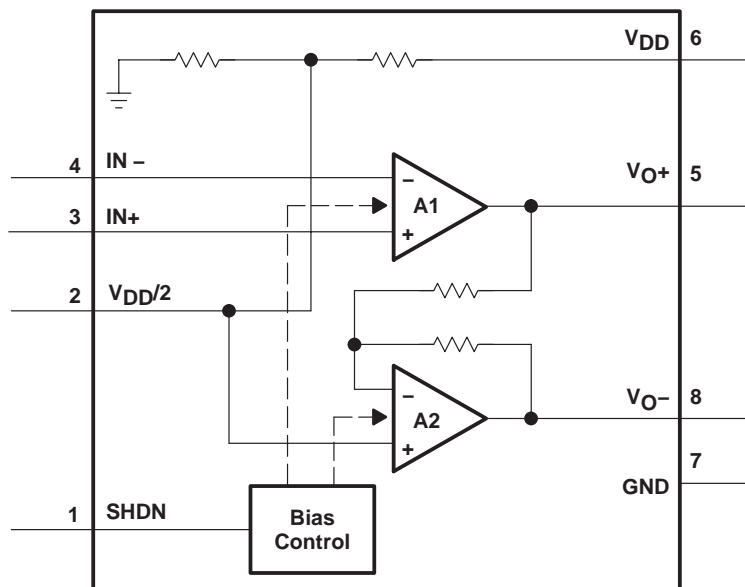 VDD 6
4 IN −
VO+ 5
− A1 +
3 IN+
2 VDD/2
− A2 +
VO− 8
7
GND
1 SHDN
Bias
Control